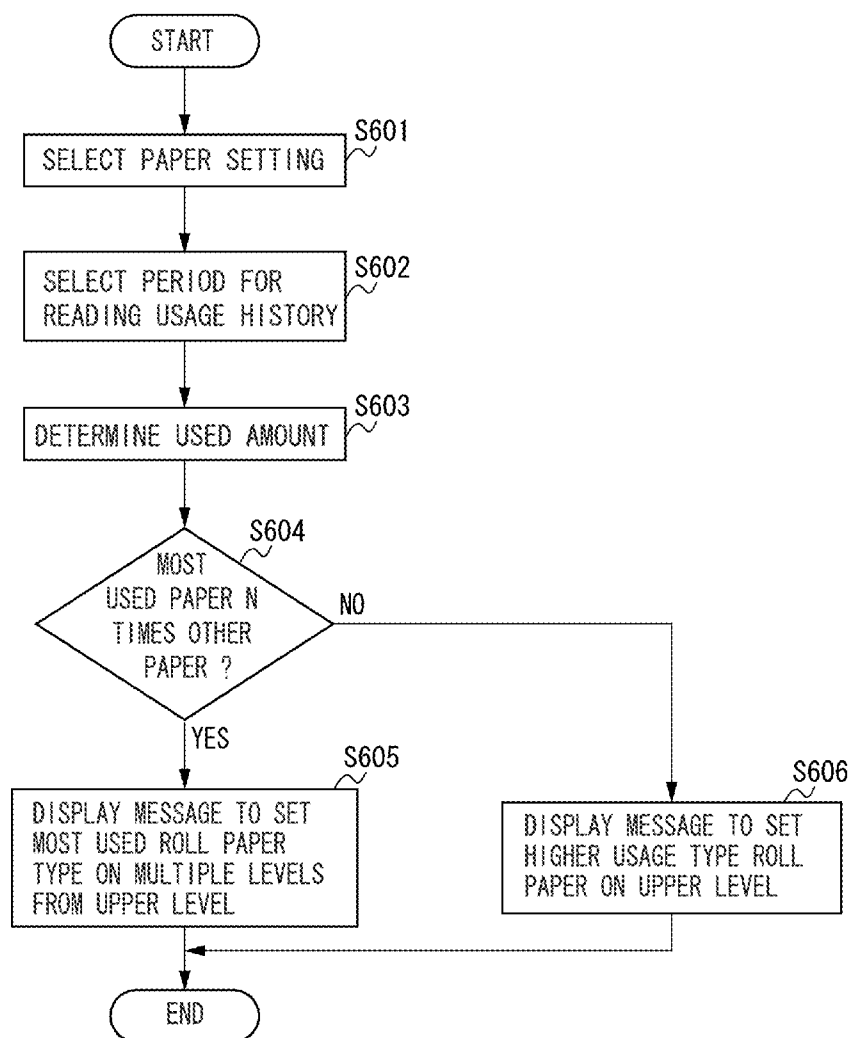 START
S601
SELECT PAPER SETTING
S602
SELECT PERIOD FOR
READING USAGE HISTORY
S603
DETERMINE USED AMOUNT
S604
MOST
USED PAPER N
TIMES OTHER
PAPER ?
NO
YES
S605
DISPLAY MESSAGE TO SET
MOST USED ROLL PAPER
TYPE ON MULTIPLE LEVELS
FROM UPPER LEVEL
S606
DISPLAY MESSAGE TO SET
HIGHER USAGE TYPE ROLL
PAPER ON UPPER LEVEL
END